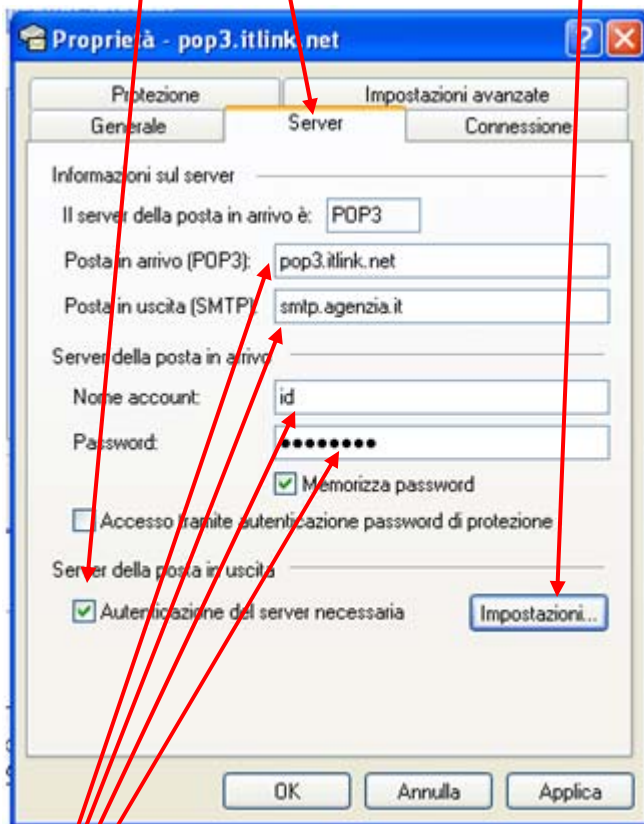 Proprietà - pop3.itlink.net
Protezione
Impostazioni avanzate
Generale
Server
Connessione
Informazioni sul server
Il server della posta in arrivo è: POP3
Posta in arrivo (POP3): pop3.itlink.net
Posta in uscita (SMTP): smtp.agenzia.it
Server della posta in arrivo
Nome account: id
Password: ●●●●●●●●
Memorizza password
Accesso tramite autenticazione password di protezione
Server della posta in uscita
Autenticazione del server necessaria
Impostazioni...
OK
Annulla
Applica